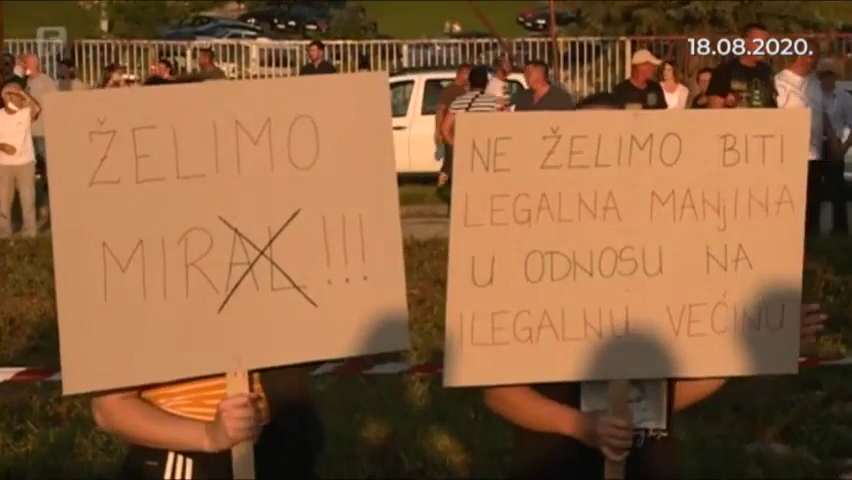 18.08.2020.
ŽELIMO
MIRAL!!!
NE ŽELIMO BITI
LEGALNA MANjINA
U ODNOSU NA
ILEGALNU VEĆINU